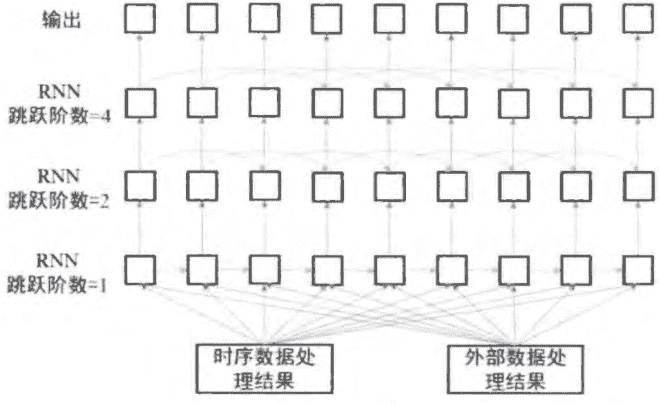 输出
RNN
跳跃阶数=4
RNN
跳跃阶数=2
RNN
跳跃阶数=1
时序数据处
理结果
外部数据处
理结果